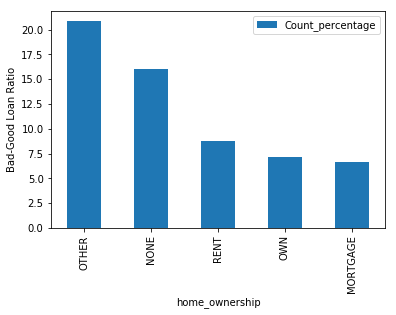 Count_percentage
Bad-Good Loan Ratio
20.0
17.5
15.0
12.5
10.0
7.5
5.0
2.5
0.0
OTHER
NONE
RENT
OWN
MORTGAGE
home_ownership